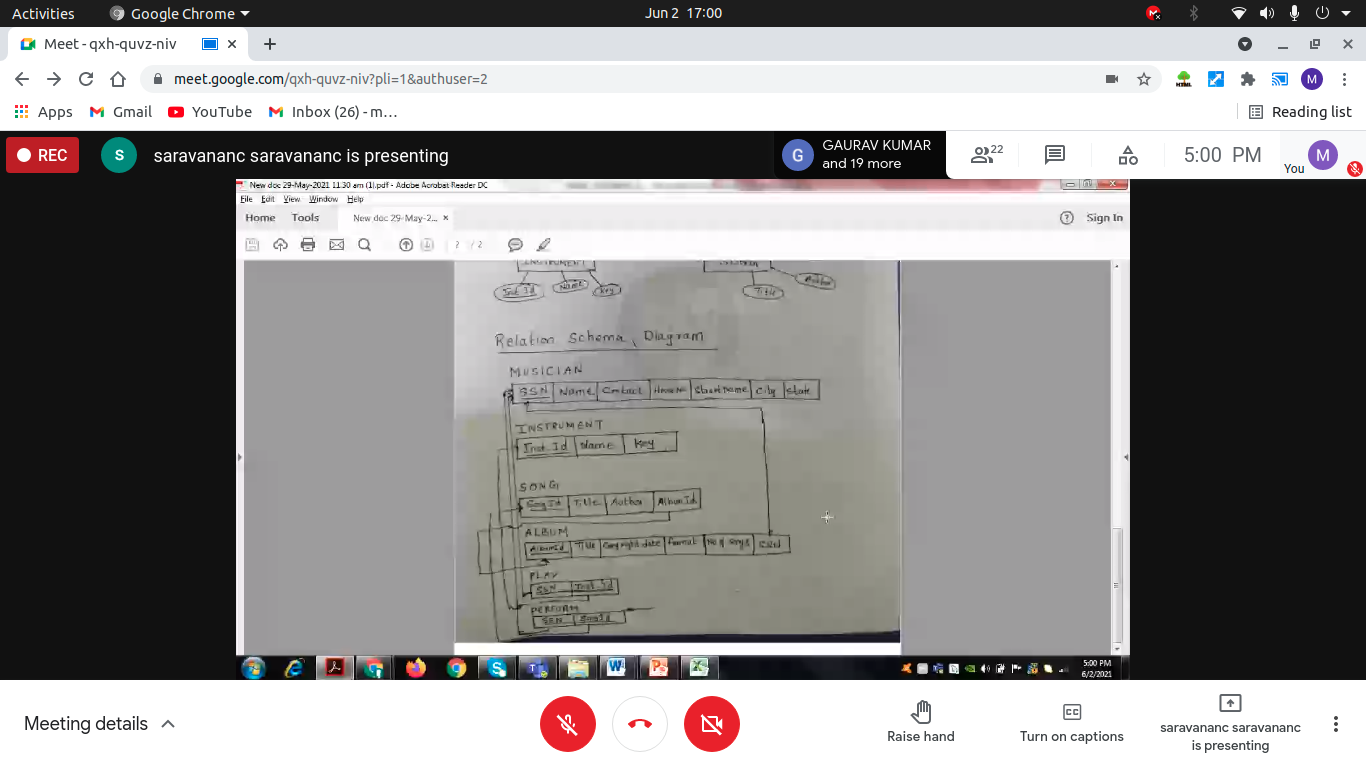 Activities Google Chrome Jun 2 17:00
Meet - qxh-quvz-niv
meet.google.com/qxh-quvz-niv?pli=1&authuser=2
Apps Gmail YouTube Inbox (26) - m… Reading list
REC S saravananc saravananc is presenting G GAURAV KUMAR and 19 more 22 5:00 PM You M
New doc 29-May-2021 11.30 am (1).pdf - Adobe Acrobat Reader DC
File Edit View Window Help
Home Tools New doc 29-May-2... Sign In
2 / 2
INSTRUMENT
Inst Id Name Key Title Author
Relation Schema Diagram
MUSICIAN
SSN Name Contact House No Street name City State
INSTRUMENT
Inst Id Name Key
SONG
Song Id Title Author Album Id
ALBUM
Album Id Title Copyright date Format No of songs
PLAY
SSN Inst Id
PERFORM
SSN Song Id
5:00 PM
6/2/2021
Meeting details
Raise hand
Turn on captions
saravananc saravananc
is presenting